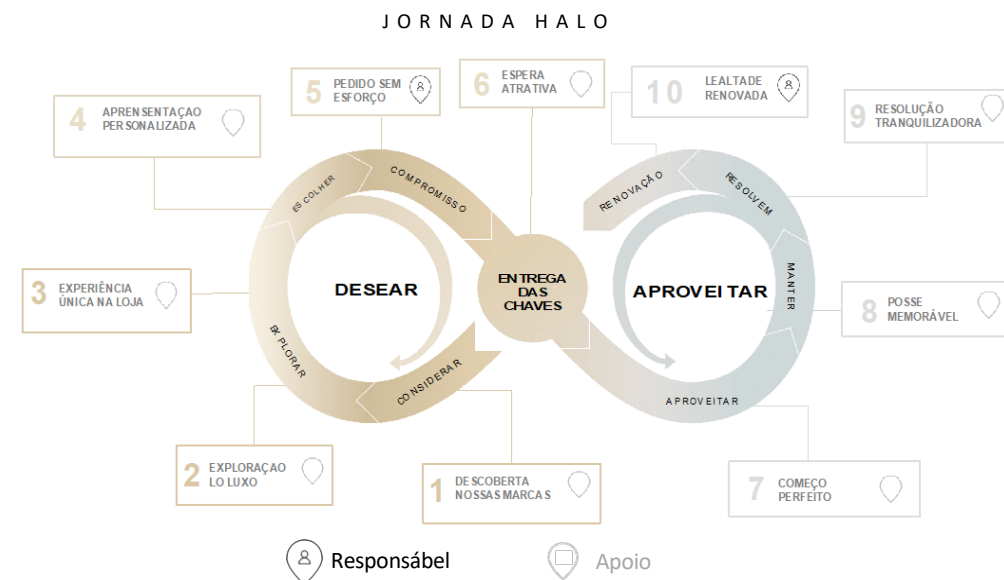 JORNADA HALO
5 PEDIDO SEM
ESFORÇO
6 ESPERA
ATRATIVA
10 LEALTADE
RENOVADA
4 APRENSENTAÇAO
PERSONALIZADA
9 RESOLUÇÃO
TRANQUILIZADORA
ESCOLHER
COMPROMISSO
RENOVAÇÃO
RESOLVEM
3 EXPERIÊNCIA
ÚNICA NA LOJA
DESEAR
ENTREGA
DAS
CHAVES
APROVEITAR
MANTER
8 POSSE
MEMORÁVEL
EXPLORAR
CONSIDERAR
APROVEITAR
2 EXPLORAÇAO
LO LUXO
1 DESCOBERTA
NOSSAS MARCAS
7 COMEÇO
PERFEITO
Responsábel
Apoio